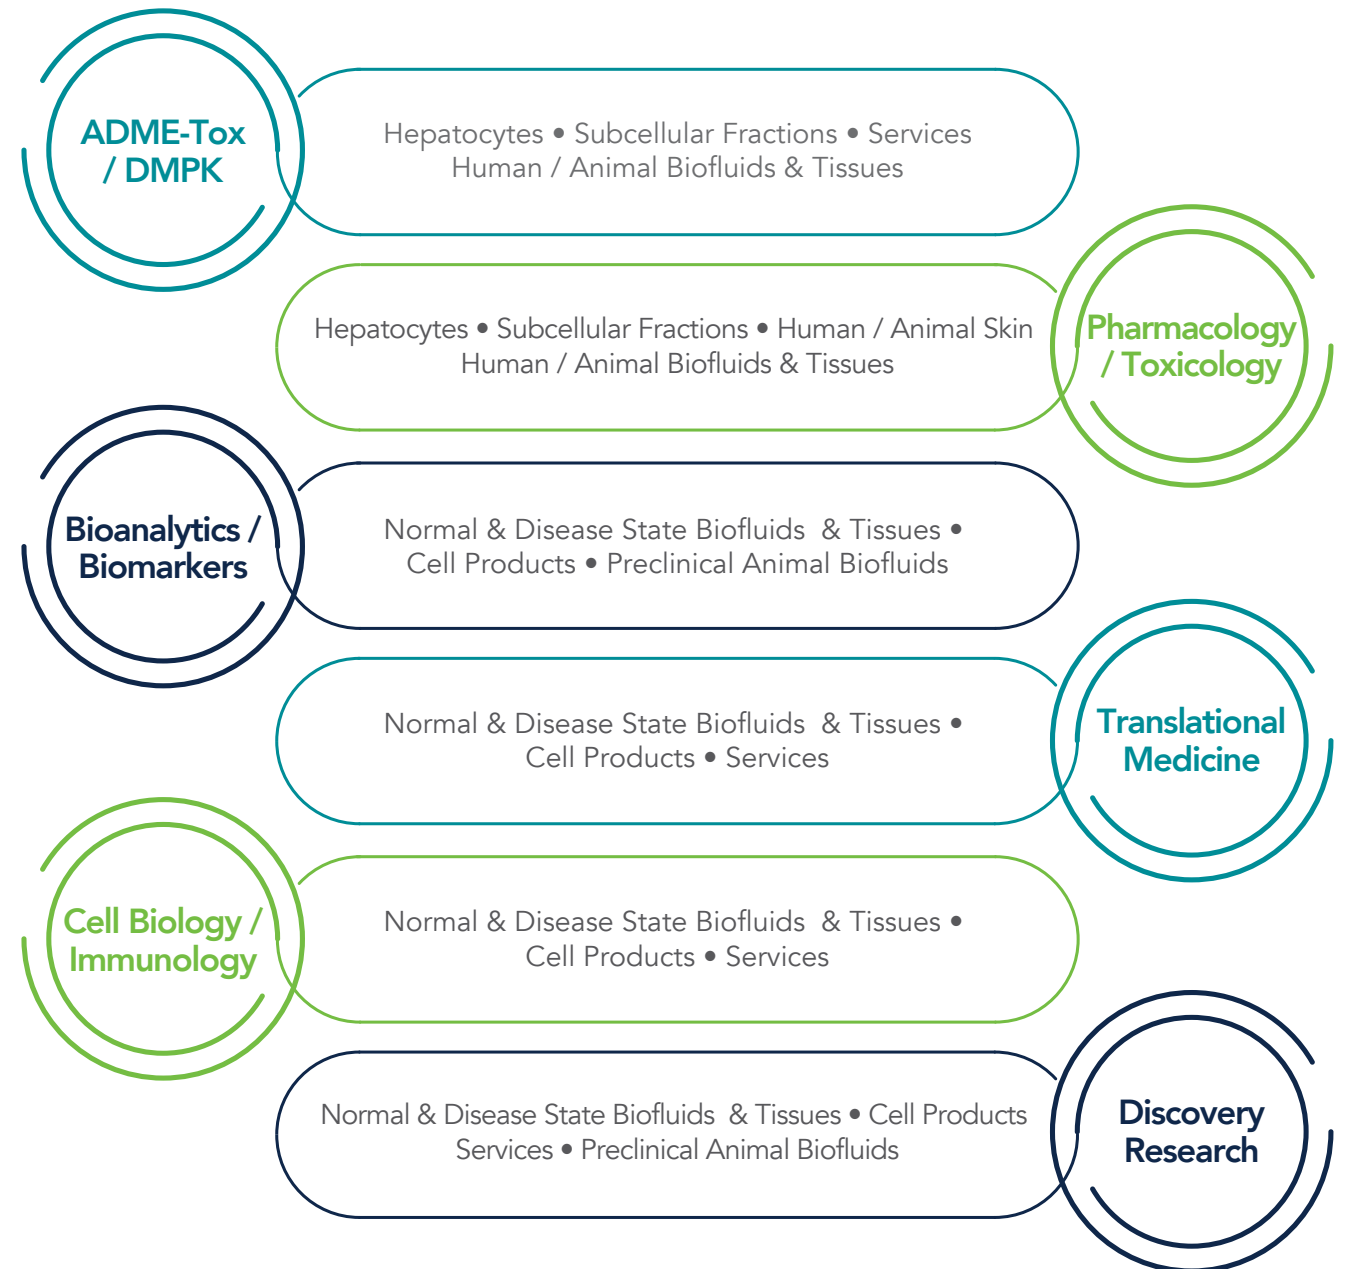 ADME-Tox
/ DMPK
Hepatocytes • Subcellular Fractions • Services
Human / Animal Biofluids & Tissues
Hepatocytes • Subcellular Fractions • Human / Animal Skin
Human / Animal Biofluids & Tissues
Pharmacology
/ Toxicology
Bioanalytics /
Biomarkers
Normal & Disease State Biofluids & Tissues •
Cell Products • Preclinical Animal Biofluids
Normal & Disease State Biofluids & Tissues •
Cell Products • Services
Translational
Medicine
Cell Biology /
Immunology
Normal & Disease State Biofluids & Tissues •
Cell Products • Services
Normal & Disease State Biofluids & Tissues • Cell Products
Services • Preclinical Animal Biofluids
Discovery
Research